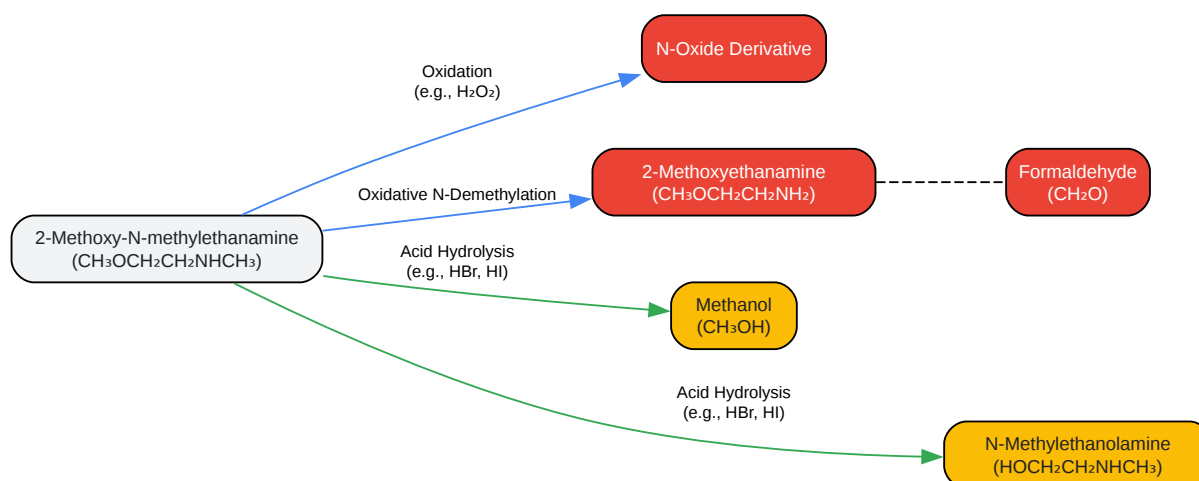 N-Oxide Derivative
Oxidation
(e.g., H₂O₂)
2-Methoxyethanamine
(CH₃OCH₂CH₂NH₂)
Formaldehyde
(CH₂O)
Oxidative N-Demethylation
2-Methoxy-N-methylethanamine
(CH₃OCH₂CH₂NHCH₃)
Acid Hydrolysis
(e.g., HBr, HI)
Methanol
(CH₃OH)
Acid Hydrolysis
(e.g., HBr, HI)
N-Methylethanolamine
(HOCH₂CH₂NHCH₃)